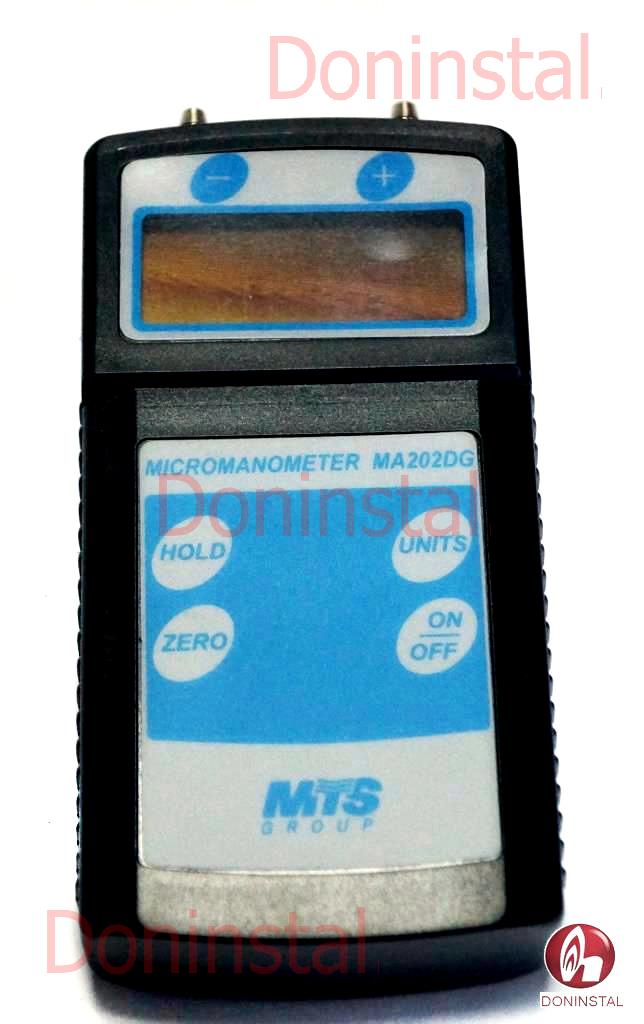 Doninstal
− +
MICROMANOMETER MA202DG
Doninstal
HOLD
UNITS
ZERO
ON
OFF
MTS
GROUP
Doninstal
DONINSTAL